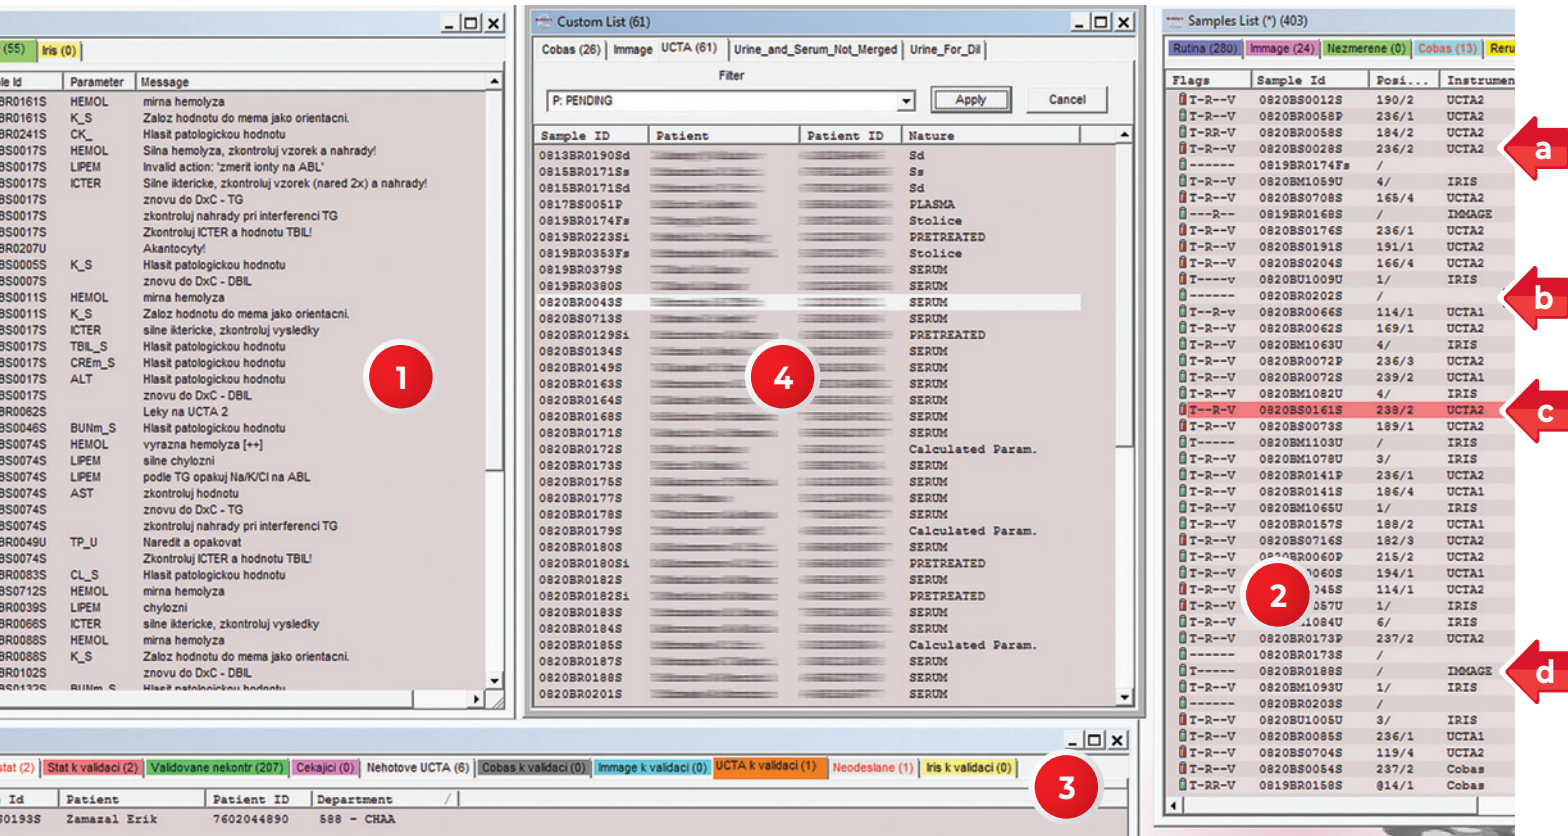 (55) Iris (0)
le Id Parameter Message
BR0161S HEMOL mirna hemolyza
BR0161S K_S Zaloz hodnotu do mema jako orientacni.
BR0241S CK_ Hlasit patologickou hodnotu
BS0017S HEMOL Silna hemolyza, zkontroluj vzorek a nahrady!
BS0017S LIPEM Invalid action: 'zmerit ionty na ABL'
BS0017S ICTER Silne iktericke, zkontroluj vzorek (nared 2x) a nahrady!
BS0017S znovu do DxC - TG
BS0017S zkontroluj nahrady pri interferenci TG
BS0017S Zkontroluj ICTER a hodnotu TBIL!
BR0207U Akantocyty!
BS0005S K_S Hlasit patologickou hodnotu
BS0007S znovu do DxC - DBIL
BS0011S HEMOL mirna hemolyza
BS0011S K_S Zaloz hodnotu do mema jako orientacni.
BS0017S ICTER silne iktericke, zkontroluj vysledky
BS0017S TBIL_S Hlasit patologickou hodnotu
BS0017S CREm_S Hlasit patologickou hodnotu
BS0017S ALT Hlasit patologickou hodnotu
BS0017S znovu do DxC - DBIL
BR0062S Leky na UCTA 2
BS0046S BUNm_S Hlasit patologickou hodnotu
BS0074S HEMOL vyrazna hemolyza [++]
BS0074S LIPEM silne chylozni
BS0074S LIPEM podle TG opakuj Na/K/Cl na ABL
BS0074S AST zkontroluj hodnotu
BS0074S znovu do DxC - TG
BS0074S zkontroluj nahrady pri interferenci TG
BR0049U TP_U Naredit a opakovat
BS0074S Zkontroluj ICTER a hodnotu TBIL!
BR0083S CL_S Hlasit patologickou hodnotu
BS0712S HEMOL mirna hemolyza
BR0039S LIPEM chylozni
BR0066S ICTER silne iktericke, zkontroluj vysledky
BR0088S HEMOL mirna hemolyza
BR0088S K_S Zaloz hodnotu do mema jako orientacni.
BR0102S znovu do DxC - DBIL
BS0132S BUNm_S Hlasit patologickou hodnotu
1
Custom List (61)
Cobas (26) Immage UCTA (61) Urine_and_Serum_Not_Merged Urine_For_Dil
Filter
P: PENDING Apply Cancel
Sample ID Patient Patient ID Nature
0813BR0190Sd Sd
0815BR0171Ss Ss
0815BR0171Sd Sd
0817BS0051P PLASMA
0819BR0174Fs Stolice
0819BR0223Si PRETREATED
0819BR0353Fs Stolice
0819BR0379S SERUM
0819BR0380S SERUM
0820BR0043S SERUM
0820BS0713S SERUM
0820BR0129Si PRETREATED
0820BS0134S SERUM
0820BR0149S SERUM
0820BR0163S SERUM
0820BR0164S SERUM
0820BR0168S SERUM
0820BR0171S SERUM
0820BR0172S Calculated Param.
0820BR0173S SERUM
0820BR0175S SERUM
0820BR0177S SERUM
0820BR0178S SERUM
0820BR0179S Calculated Param.
0820BR0180S SERUM
0820BR0180Si PRETREATED
0820BR0182S SERUM
0820BR0182Si PRETREATED
0820BR0183S SERUM
0820BR0184S SERUM
0820BR0185S Calculated Param.
0820BR0187S SERUM
0820BR0188S SERUM
0820BR0201S SERUM
4
Samples List (*) (403)
Rutina (280) Immage (24) Nezmerene (0) Cobas (13) Reru
Flags Sample Id Posi... Instrumen
T-R--V 0820BS0012S 190/2 UCTA2
T-R--V 0820BR0058P 236/1 UCTA2
T-RR-V 0820BR0058S 184/2 UCTA2
T-R--V 0820BS0028S 236/2 UCTA2
------ 0819BR0174Fs /
T-R--V 0820BM1059U 4/ IRIS
T-R--V 0820BS0708S 165/4 UCTA2
---R-- 0819BR0168S / IMMAGE
T-R--V 0820BS0176S 236/1 UCTA2
T-R--V 0820BS0191S 191/1 UCTA2
T-R--V 0820BS0204S 166/4 UCTA2
T----V 0820BU1009U 1/ IRIS
------ 0820BR0202S /
T--R-v 0820BR0066S 114/1 UCTA1
T-R--V 0820BR0062S 169/1 UCTA2
T-R--V 0820BM1063U 4/ IRIS
T-R--V 0820BR0072P 236/3 UCTA2
T-R--V 0820BR0072S 239/2 UCTA1
T-R--V 0820BM1082U 4/ IRIS
T--R-V 0820BS0161S 238/2 UCTA2
T-R--V 0820BS0073S 189/1 UCTA2
T----- 0820BM1103U / IRIS
T-R--V 0820BM1078U 3/ IRIS
T-R--V 0820BR0141P 236/1 UCTA2
T-R--V 0820BR0141S 186/4 UCTA1
T-R--V 0820BM1065U 1/ IRIS
T-R--V 0820BR0157S 188/2 UCTA1
T-R--V 0820BS0716S 182/3 UCTA2
T-R--V 0820BR0060P 215/2 UCTA2
T-R--V 0060S 194/1 UCTA1
T-R--V 045S 114/1 UCTA2
T-R--V 057U 1/ IRIS
T-R--V 1084U 6/ IRIS
T-R--V 0820BR0173P 237/2 UCTA2
------ 0820BR0173S /
T----- 0820BR0188S / IMMAGE
T-R--V 0820BM1093U 1/ IRIS
------ 0820BR0203S /
T-R--V 0820BU1005U 3/ IRIS
T-R--V 0820BR0085S 236/1 UCTA1
T-R--V 0820BS0704S 119/4 UCTA2
T-R--V 0820BS0054S 237/2 Cobas
T-RR-V 0819BR0158S @14/1 Cobas
2
a
b
c
d
stat (2) Stat k validaci (2) Validovane nekontr (207) Cekajici (0) Nehotove UCTA (6) Cobas k validaci (0) Immage k validaci (0) UCTA k validaci (1) Neodeslane (1) Iris k validaci (0)
Id Patient Patient ID Department /
S0193S Zamazal Erik 7602044890 588 - CHAA
3